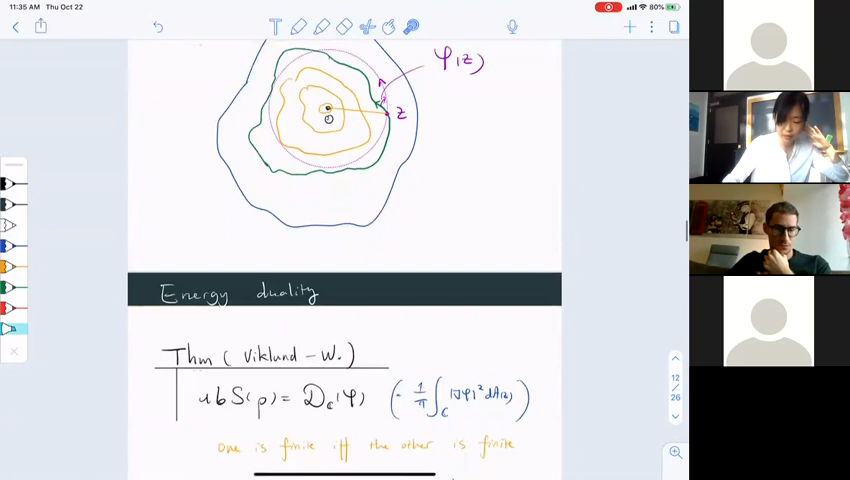 11:35 AM Thu Oct 22
80%
φ(z)
z
0
Energy duality
Thm (Viklund - W.)
16 S(ρ) = D_C(φ) (= 1/π ∫_C |∇φ|² dA(z))
one is finite iff the other is finite
12
/
26